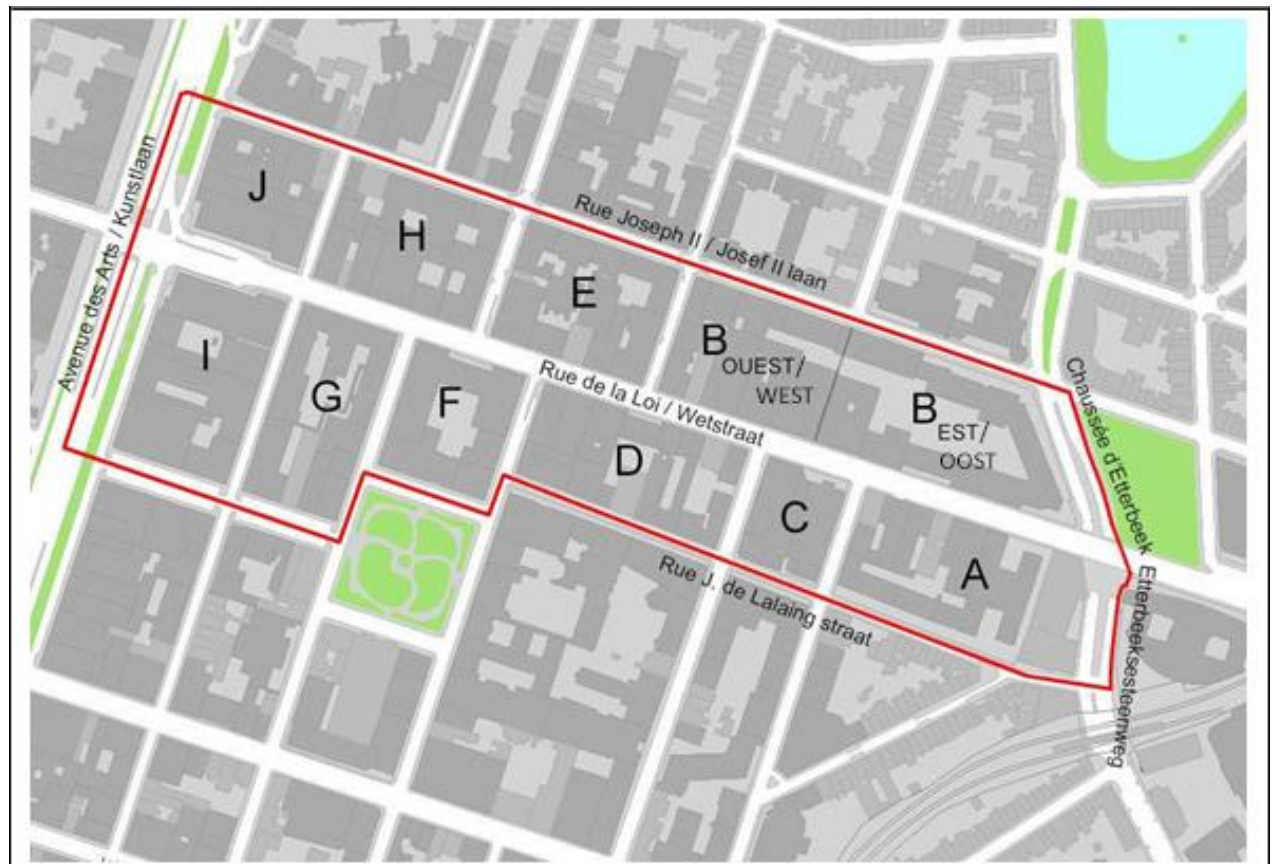 J
H
Rue Joseph II / Josef II laan
E
Avenue des Arts / Kunstlaan
B
OUEST/
WEST
I
G
F
Rue de la Loi / Wetstraat
B
EST/
OOST
Chaussée d'Etterbeek Etterbeeksesteenweg
D
C
A
Rue J. de Lalaing straat